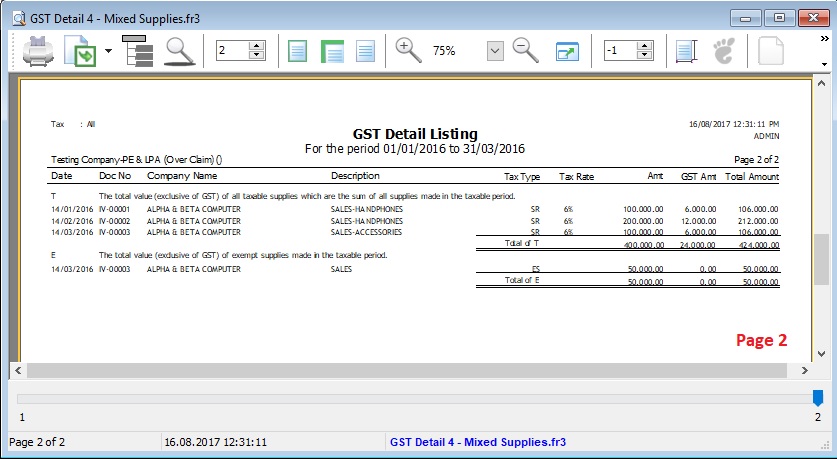 GST Detail 4 - Mixed Supplies.fr3
2 75% -1 »
Tax : All 16/08/2017 12:31:11 PM
GST Detail Listing ADMIN
For the period 01/01/2016 to 31/03/2016
Testing Company-PE & LPA (Over Claim) () Page 2 of 2
Date Doc No Company Name Description Tax Type Tax Rate Amt GST Amt Total Amount
T The total value (exclusive of GST) of all taxable supplies which are the sum of all supplies made in the taxable period.
14/01/2016 IV-00001 ALPHA & BETA COMPUTER SALES-HANDPHONES SR 6% 100,000.00 6,000.00 106,000.00
14/02/2016 IV-00002 ALPHA & BETA COMPUTER SALES-HANDPHONES SR 6% 200,000.00 12,000.00 212,000.00
14/03/2016 IV-00003 ALPHA & BETA COMPUTER SALES-ACCESSORIES SR 6% 100,000.00 6,000.00 106,000.00
Total of T 400,000.00 24,000.00 424,000.00
E The total value (exclusive of GST) of exempt supplies made in the taxable period.
14/03/2016 IV-00003 ALPHA & BETA COMPUTER SALES ES 50,000.00 0.00 50,000.00
Total of E 50,000.00 0.00 50,000.00
Page 2
1 2
Page 2 of 2 16.08.2017 12:31:11 GST Detail 4 - Mixed Supplies.fr3